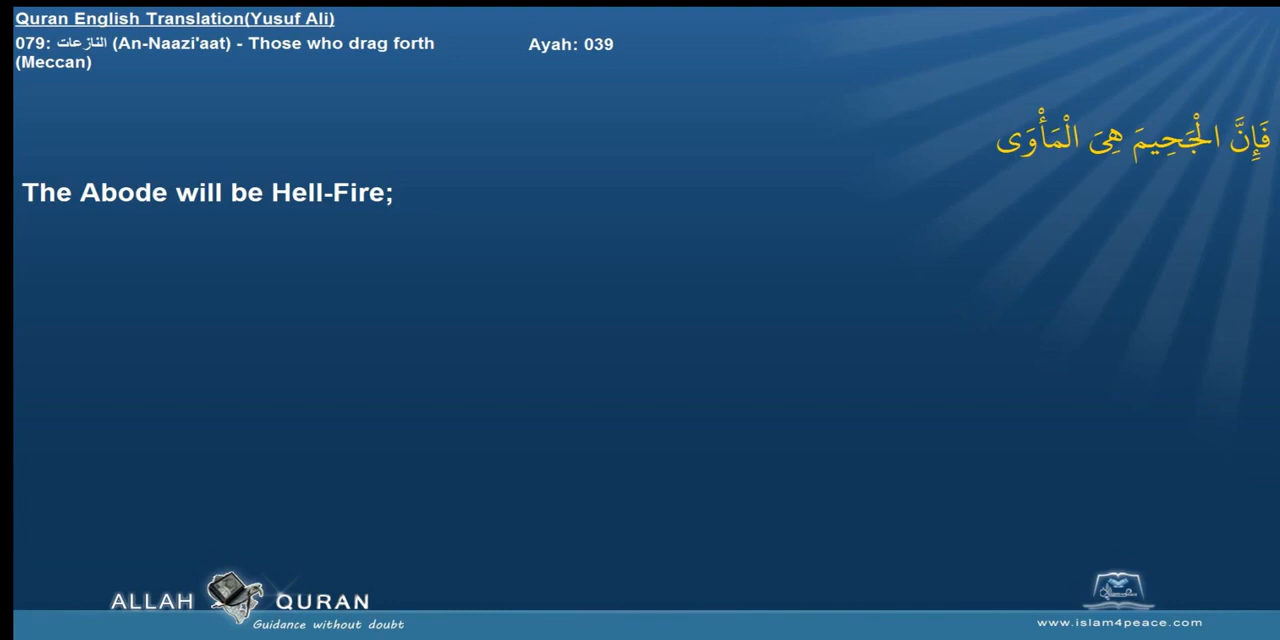 Quran English Translation(Yusuf Ali)
079: النازعات (An-Naazi'aat) - Those who drag forth
(Meccan)
Ayah: 039
فَإِنَّ الْجَحِيمَ هِىَ الْمَأْوَى
The Abode will be Hell-Fire;
ALLAH QURAN
Guidance without doubt
www.islam4peace.com